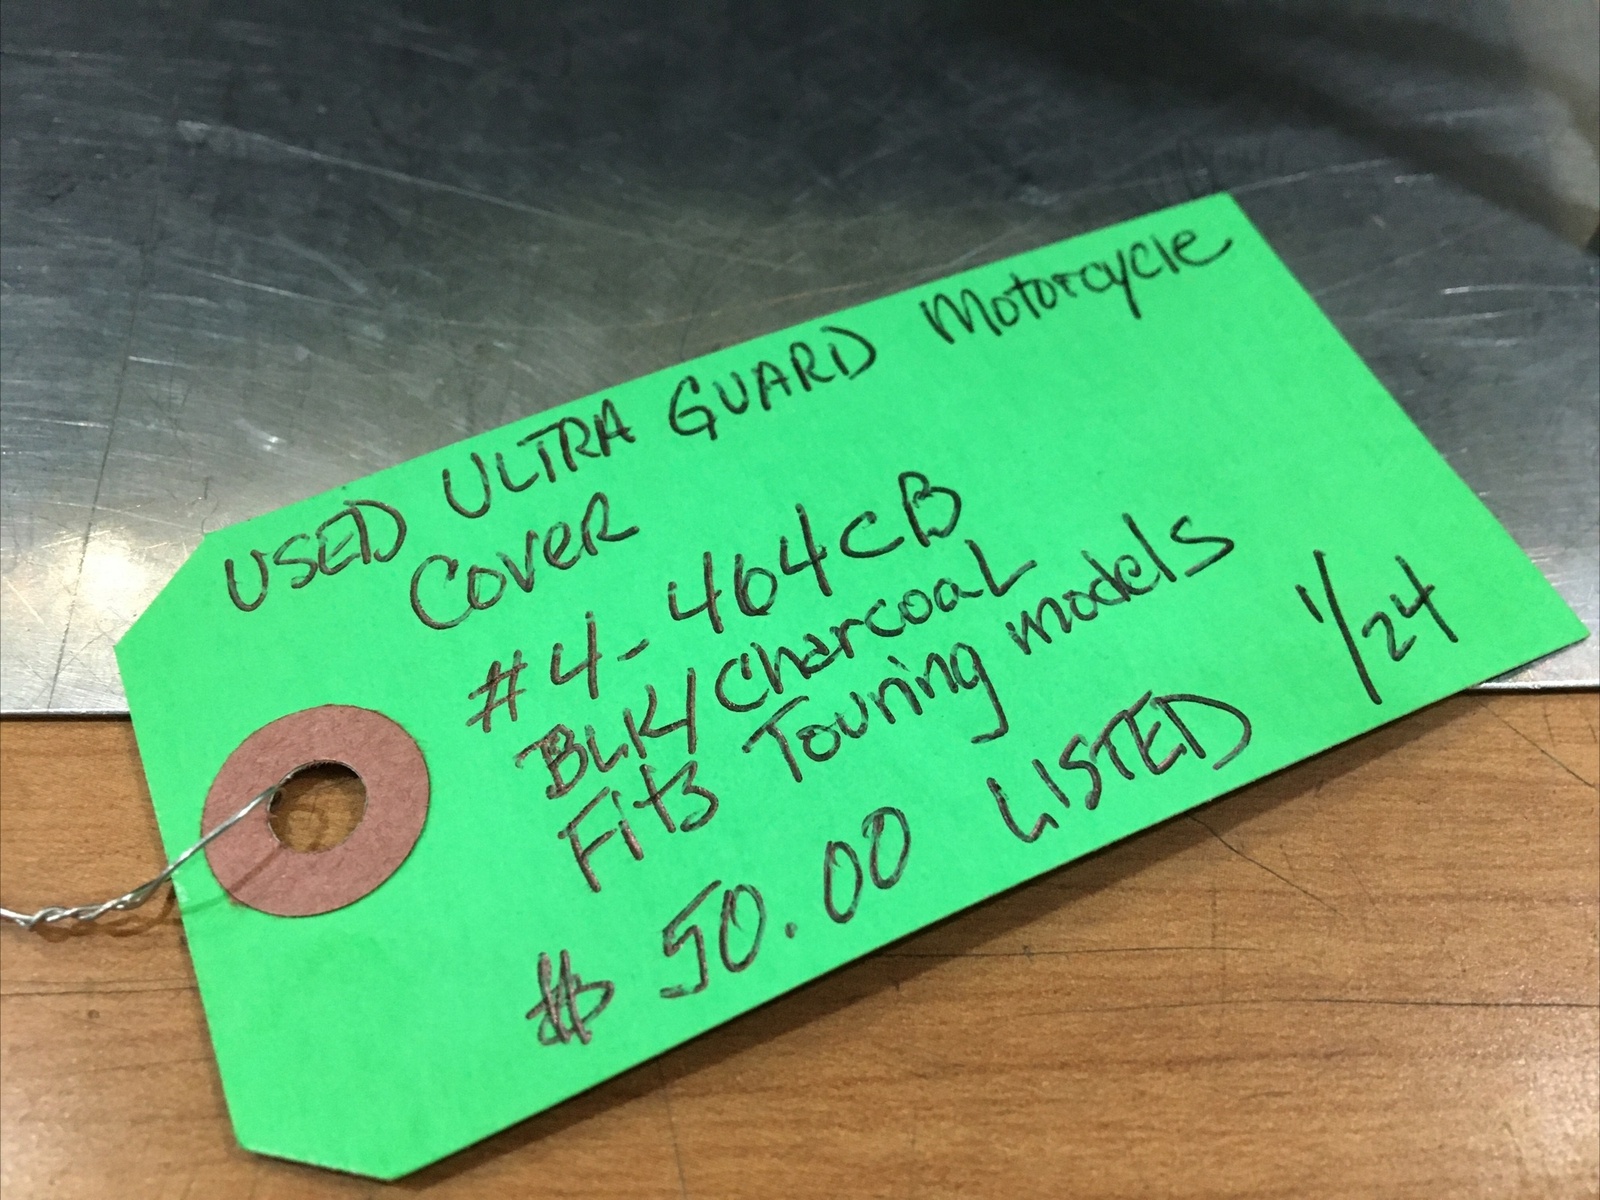 USED ULTRA GUARD Motorcycle
Cover
#4-464CB
BLK/Charcoal
Fits Touring models
$50.00 LISTED 1/24